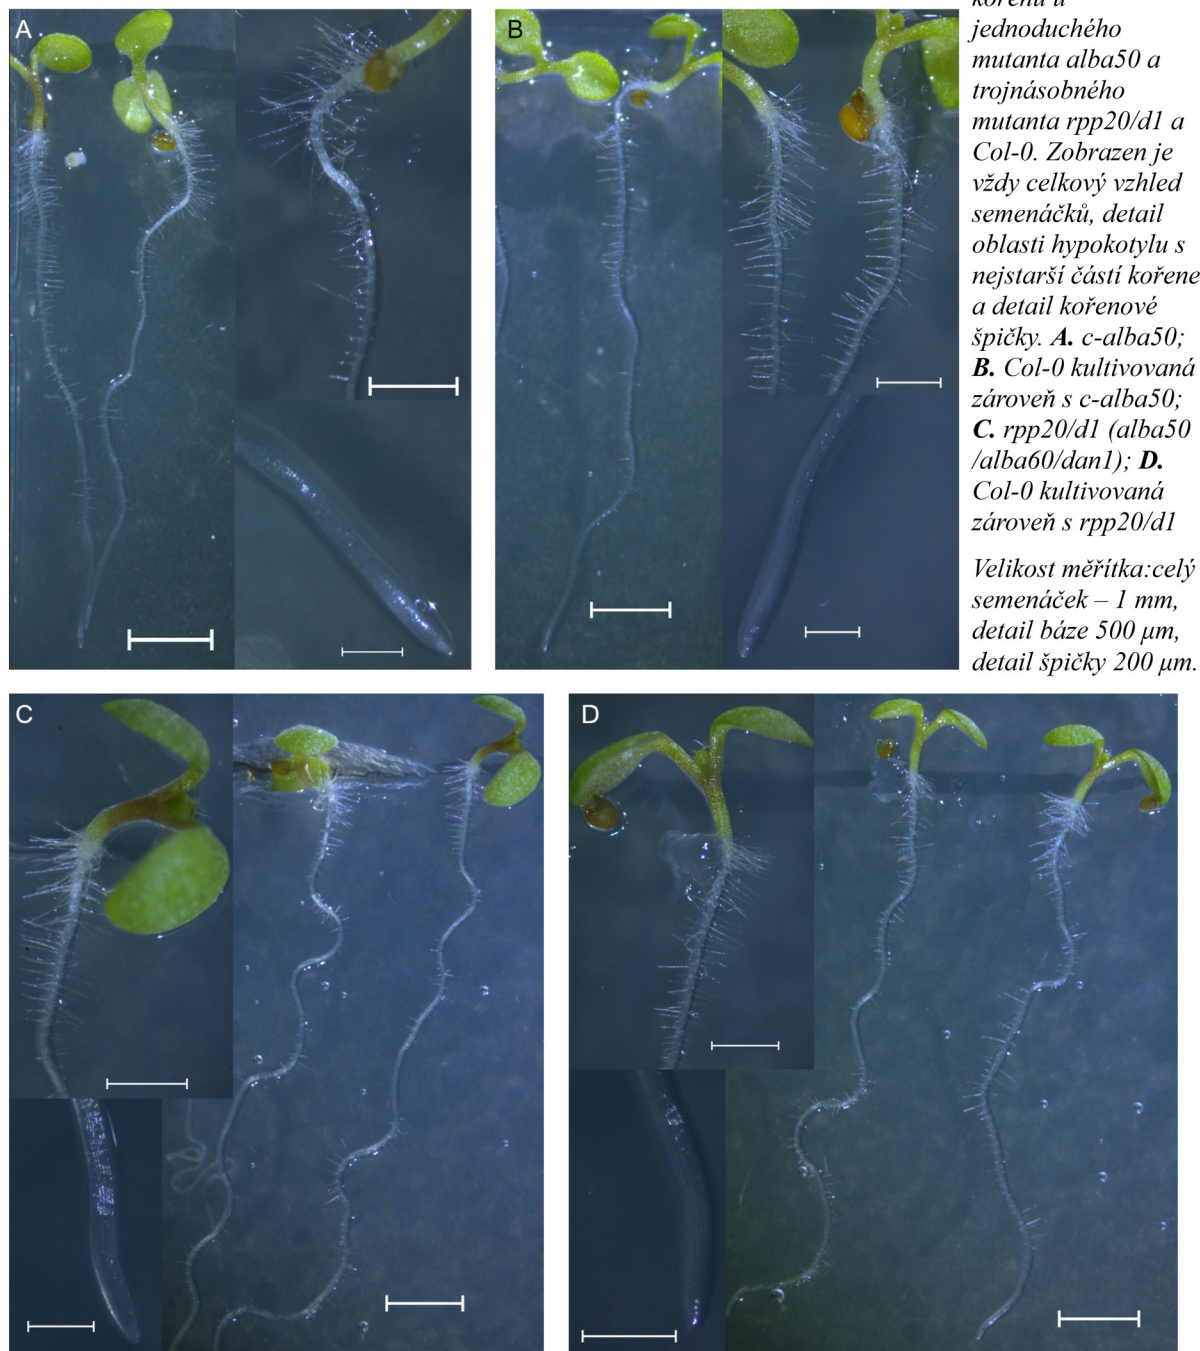 A
B
jednoduchého
mutanta alba50 a
trojnásobného
mutanta rpp20/d1 a
Col-0. Zobrazen je
vždy celkový vzhled
semenáčků, detail
oblasti hypokotylu s
nejstarší částí kořene
a detail kořenové
špičky. A. c-alba50;
B. Col-0 kultivovaná
zároveň s c-alba50;
C. rpp20/d1 (alba50
/alba60/dan1); D.
Col-0 kultivovaná
zároveň s rpp20/d1
Velikost měřítka:celý
semenáček – 1 mm,
detail báze 500 μm,
detail špičky 200 μm.
C
D